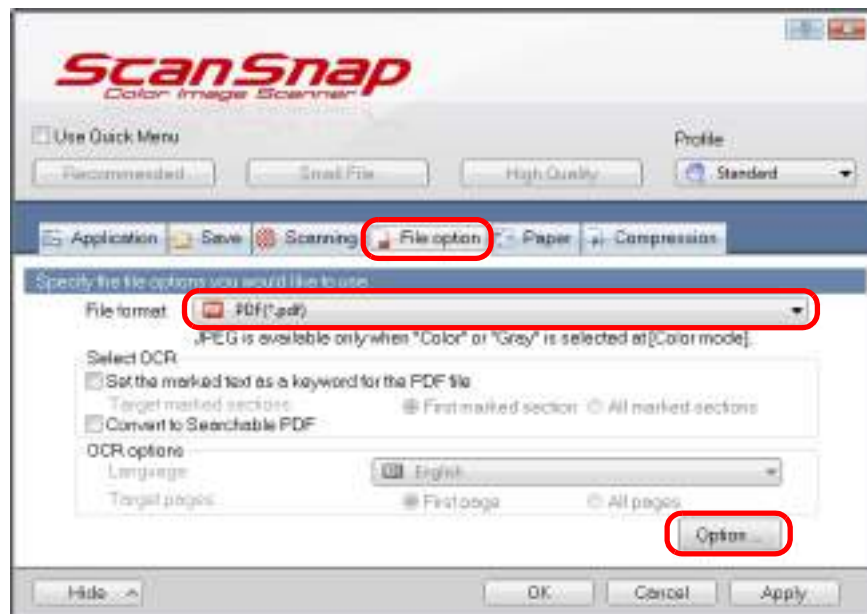 ScanSnap
Color Image Scanner
Use Quick Menu
Profile
Recommended
Small File
High Quality
Standard
Application
Save
Scanning
File option
Paper
Compression
Specify the file options you would like to use.
File format:
PDF(*.pdf)
JPEG is available only when "Color" or "Gray" is selected at [Color mode].
Select OCR
Set the marked text as a keyword for the PDF file
Target marked sections:
First marked section
All marked sections
Convert to Searchable PDF
OCR options
Language:
English
Target pages:
First page
All pages
Option ...
Hide
OK
Cancel
Apply